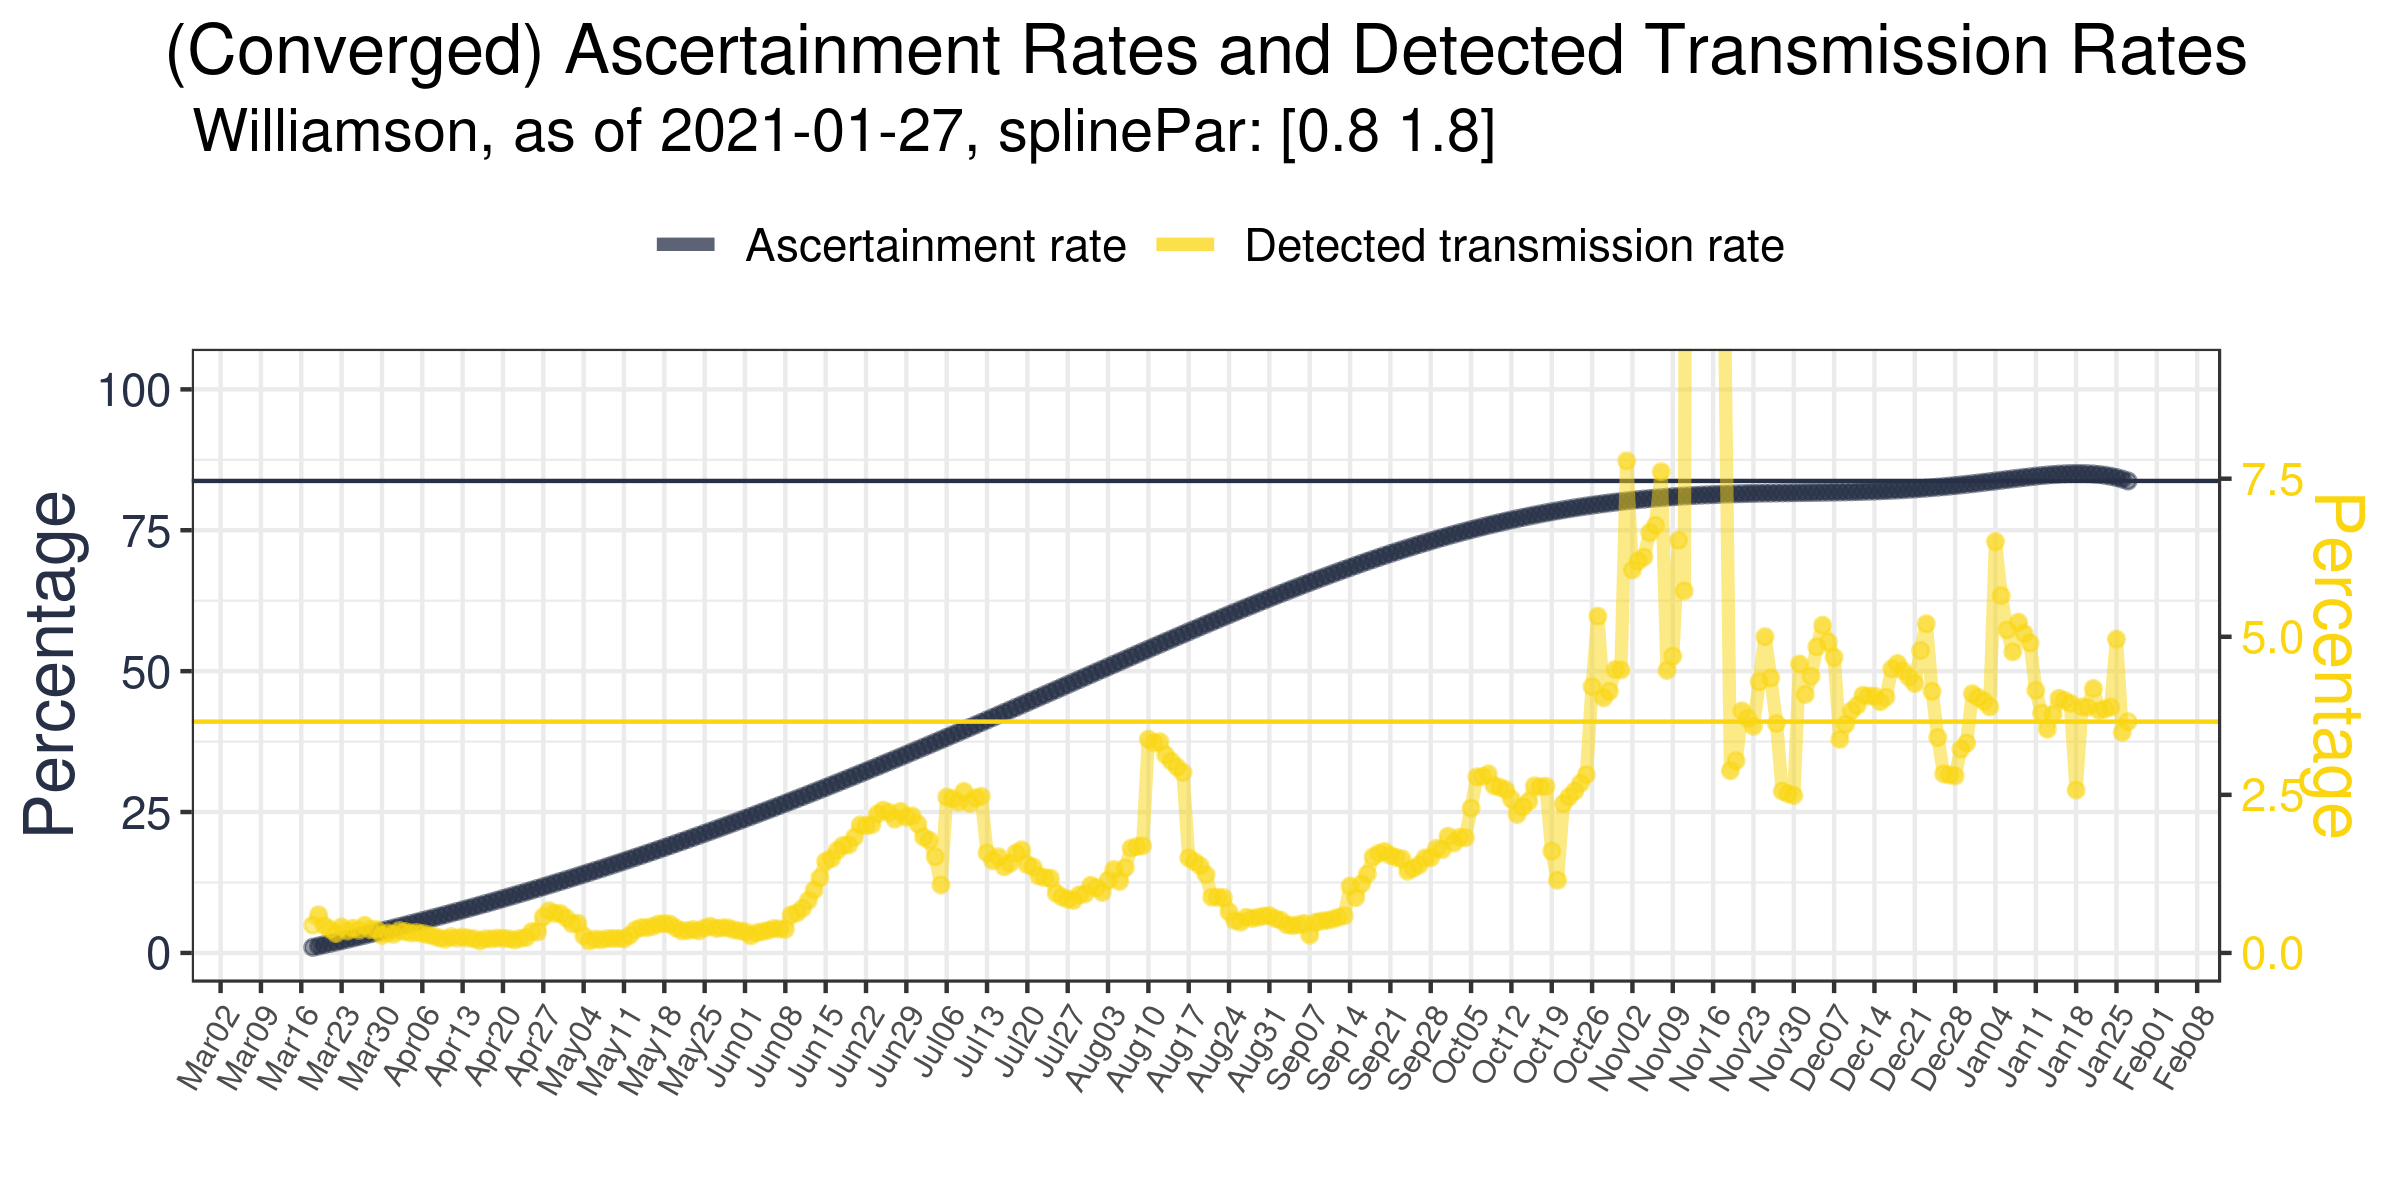 (Converged) Ascertainment Rates and Detected Transmission Rates
Williamson, as of 2021-01-27, splinePar: [0.8 1.8]
Ascertainment rate
Detected transmission rate
Percentage
100
75
50
25
0
7.5
5.0
2.5
0.0
Percentage
Mar02
Mar09
Mar16
Mar23
Mar30
Apr06
Apr13
Apr20
Apr27
May04
May11
May18
May25
Jun01
Jun08
Jun15
Jun22
Jun29
Jul06
Jul13
Jul20
Jul27
Aug03
Aug10
Aug17
Aug24
Aug31
Sep07
Sep14
Sep21
Sep28
Oct05
Oct12
Oct19
Oct26
Nov02
Nov09
Nov16
Nov23
Nov30
Dec07
Dec14
Dec21
Dec28
Jan04
Jan11
Jan18
Jan25
Feb01
Feb08